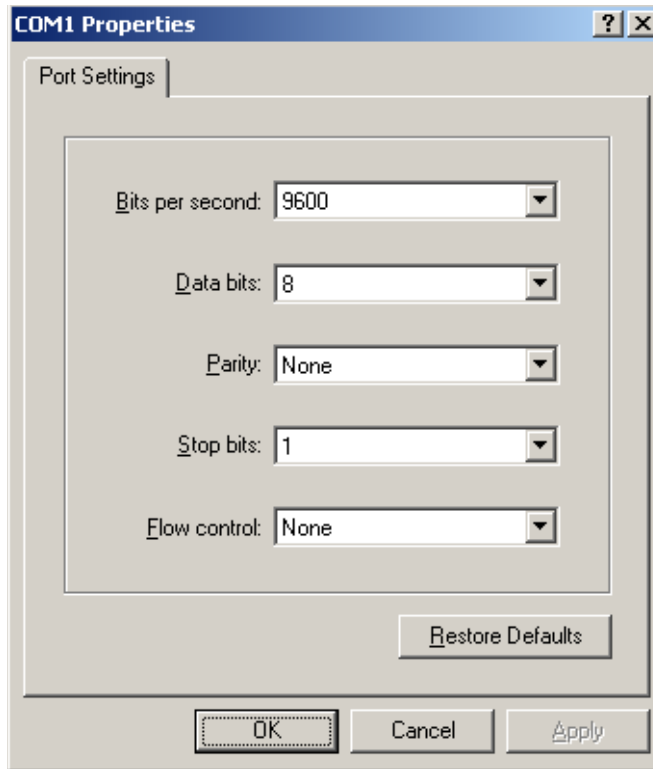 COM1 Properties
Port Settings
Bits per second: 9600
Data bits: 8
Parity: None
Stop bits: 1
Flow control: None
Restore Defaults
OK Cancel Apply